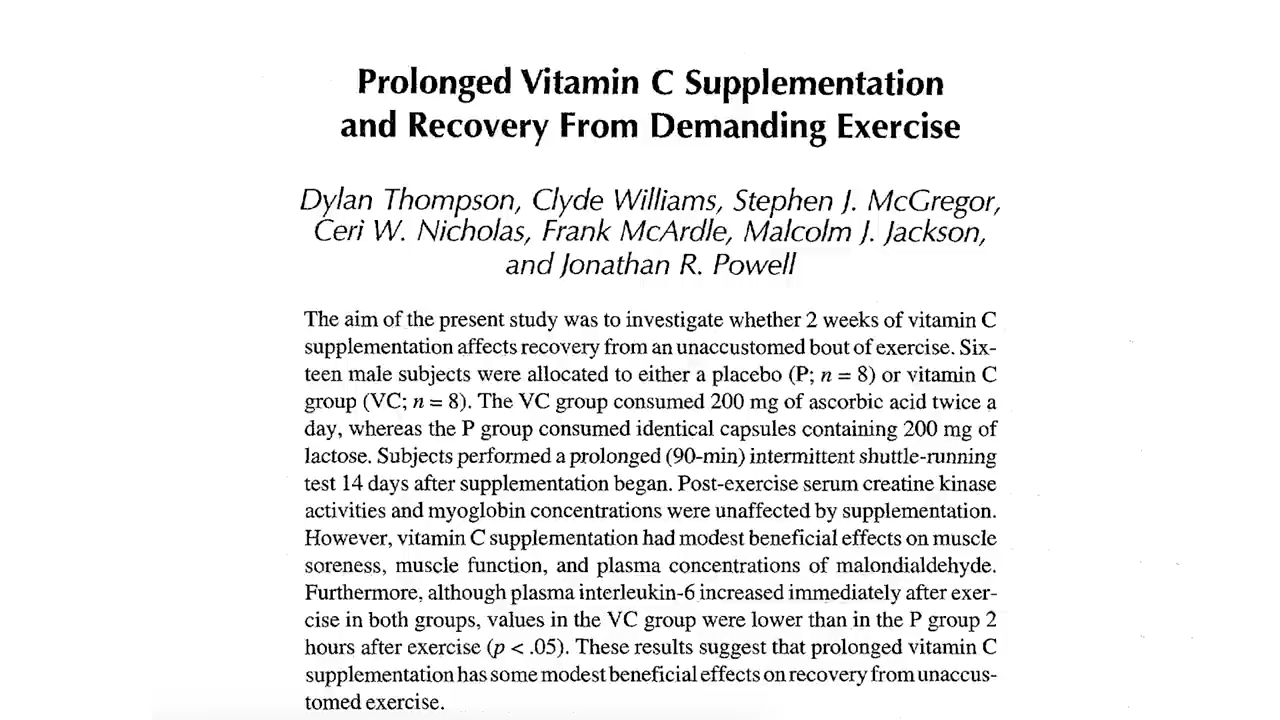 Prolonged Vitamin C Supplementation
and Recovery From Demanding Exercise
Dylan Thompson, Clyde Williams, Stephen J. McGregor,
Ceri W. Nicholas, Frank McArdle, Malcolm J. Jackson,
and Jonathan R. Powell
The aim of the present study was to investigate whether 2 weeks of vitamin C
supplementation affects recovery from an unaccustomed bout of exercise. Six-
teen male subjects were allocated to either a placebo (P; n = 8) or vitamin C
group (VC; n = 8). The VC group consumed 200 mg of ascorbic acid twice a
day, whereas the P group consumed identical capsules containing 200 mg of
lactose. Subjects performed a prolonged (90-min) intermittent shuttle-running
test 14 days after supplementation began. Post-exercise serum creatine kinase
activities and myoglobin concentrations were unaffected by supplementation.
However, vitamin C supplementation had modest beneficial effects on muscle
soreness, muscle function, and plasma concentrations of malondialdehyde.
Furthermore, although plasma interleukin-6 increased immediately after exer-
cise in both groups, values in the VC group were lower than in the P group 2
hours after exercise (p < .05). These results suggest that prolonged vitamin C
supplementation has some modest beneficial effects on recovery from unaccus-
tomed exercise.